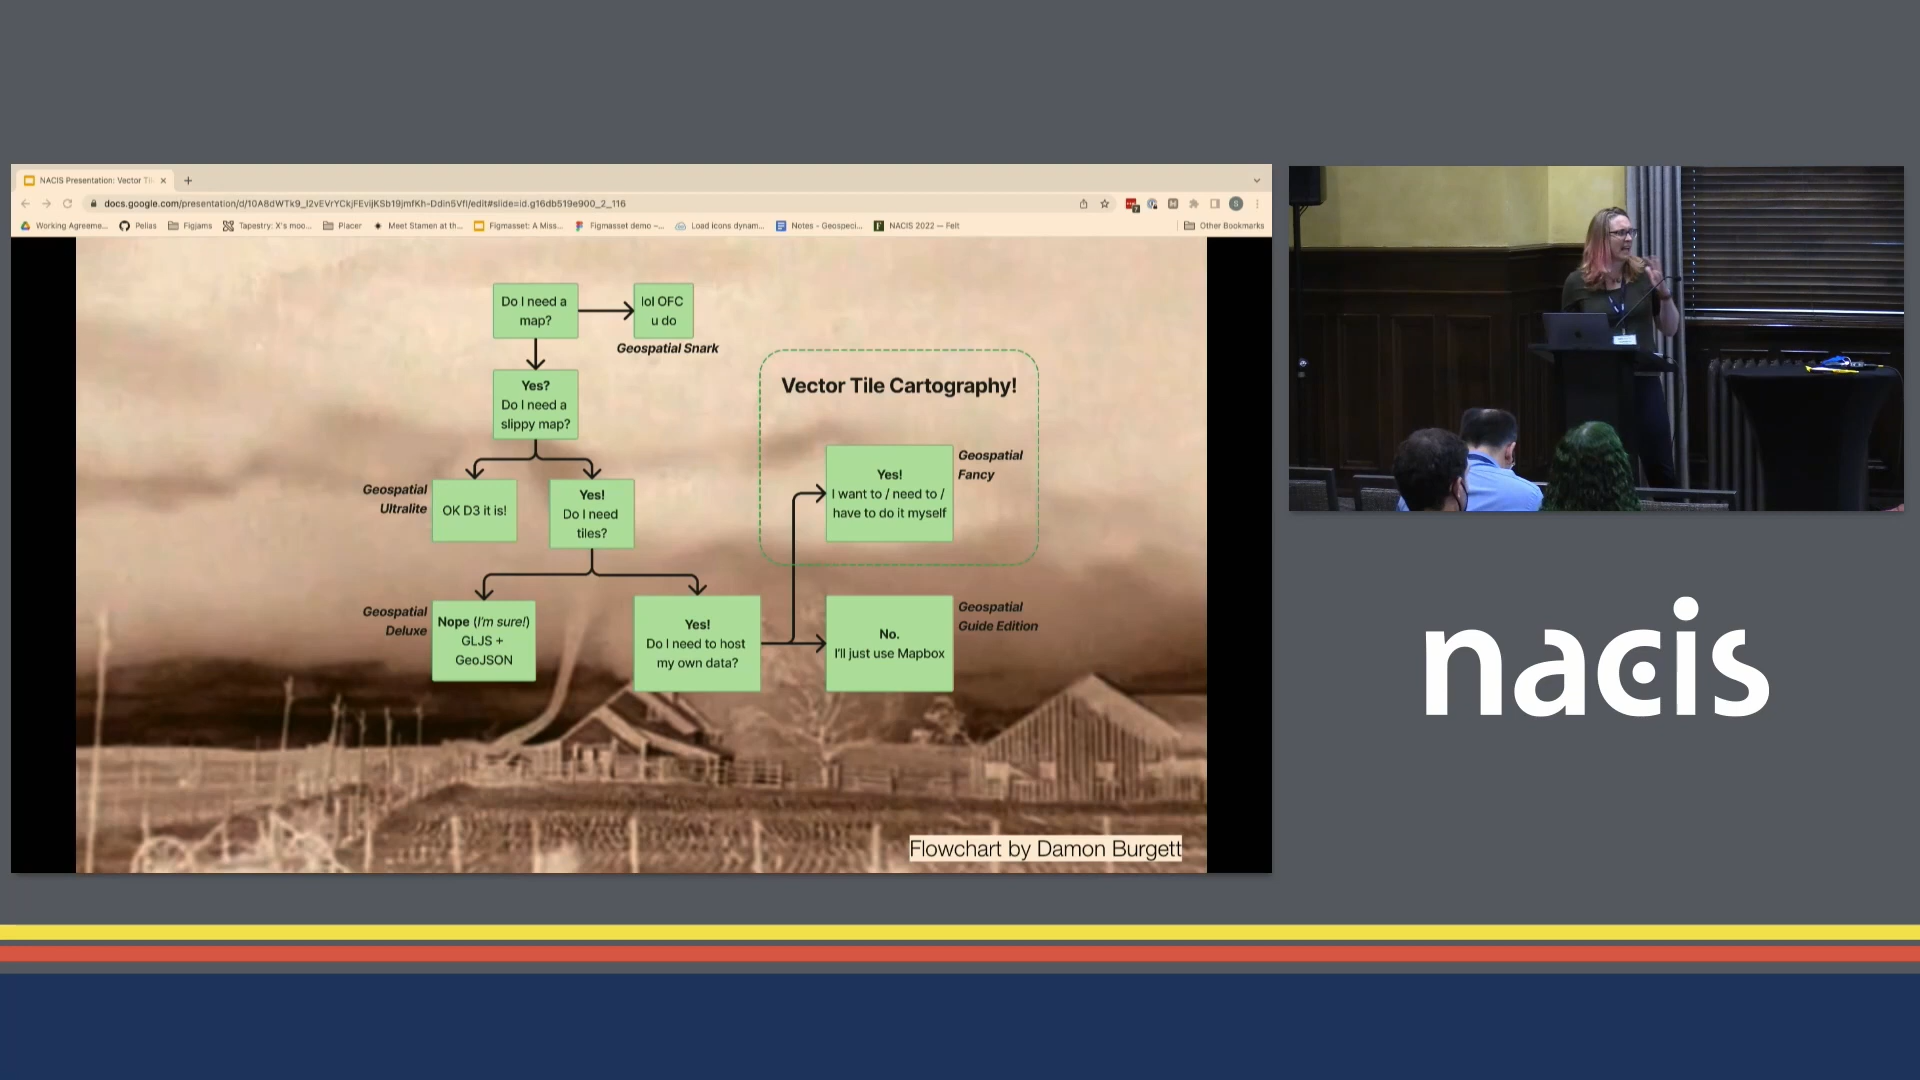 NACIS Presentation: Vector Til
docs.google.com/presentation/d/10A8dWTk9_I2vEVrYCkjFEvijKSb19jmfKh-Ddin5VfI/edit#slide=id.g16db519e900_2_116
Working Agreeme...
Pelias
Figjams
Tapestry: X's moo...
Placer
Meet Stamen at th...
Figmasset: A Miss...
Figmasset demo –...
Load icons dynam...
Notes - Geospeci...
NACIS 2022 — Felt
Other Bookmarks
Do I need a
map?
lol OFC
u do
Geospatial Snark
Yes?
Do I need a
slippy map?
Vector Tile Cartography!
Geospatial
Ultralite
OK D3 it is!
Yes!
Do I need
tiles?
Yes!
I want to / need to /
have to do it myself
Geospatial
Fancy
Geospatial
Deluxe
Nope (I'm sure!)
GLJS +
GeoJSON
Yes!
Do I need to host
my own data?
No.
I'll just use Mapbox
Geospatial
Guide Edition
Flowchart by Damon Burgett
nacis